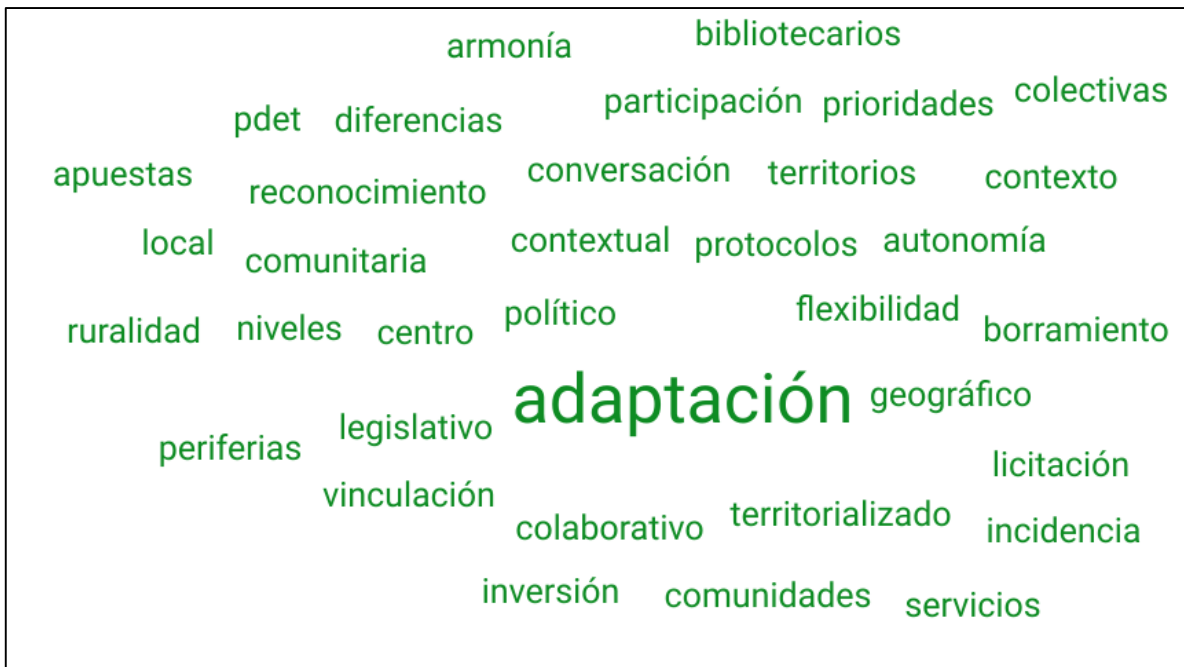 armonía bibliotecarios
pdet diferencias participación prioridades colectivas
apuestas reconocimiento conversación territorios contexto
local comunitaria contextual protocolos autonomía
ruralidad niveles centro político flexibilidad borramiento
adaptación geográfico
periferias legislativo licitación
vinculación colaborativo territorializado incidencia
inversión comunidades servicios